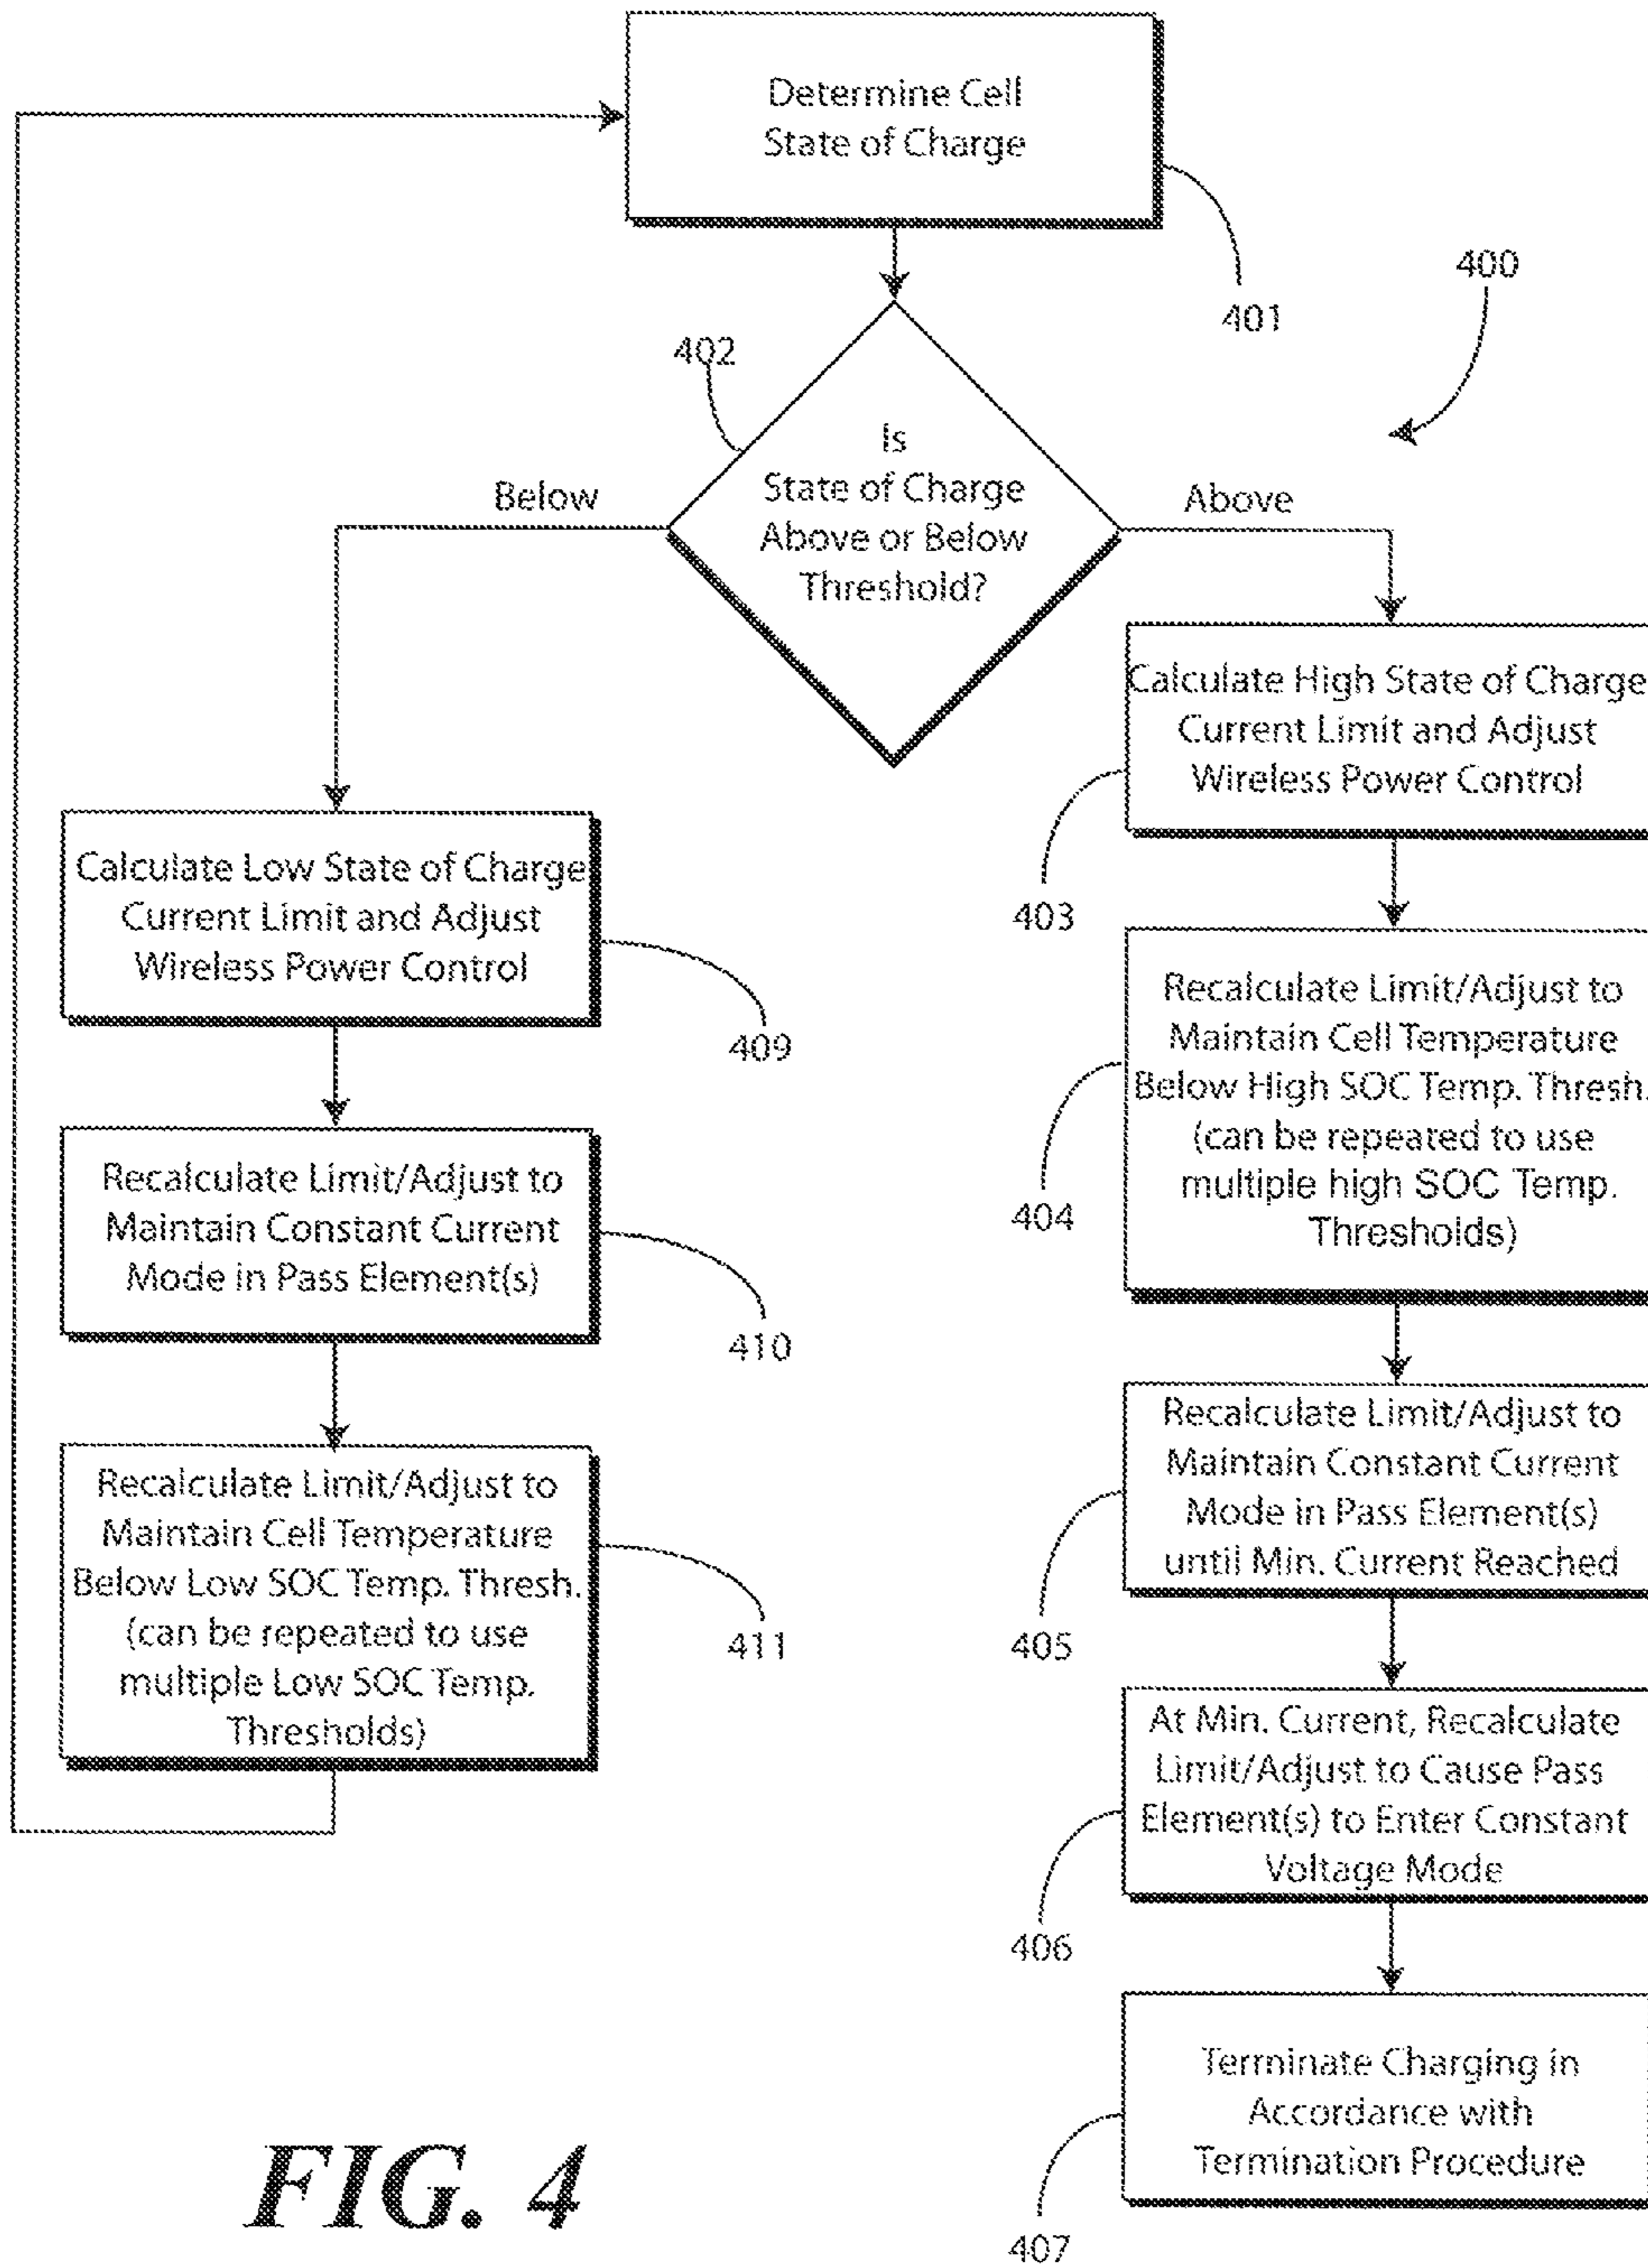 Determine Cell
State of Charge
401
400
402
Is
State of Charge
Above or Below
Threshold?
Below
Above
Calculate High State of Charge
Current Limit and Adjust
Wireless Power Control
403
Calculate Low State of Charge
Current Limit and Adjust
Wireless Power Control
409
Recalculate Limit/Adjust to
Maintain Cell Temperature
Below High SOC Temp. Thresh.
(can be repeated to use
multiple high SOC Temp.
Thresholds)
404
Recalculate Limit/Adjust to
Maintain Constant Current
Mode in Pass Element(s)
410
Recalculate Limit/Adjust to
Maintain Constant Current
Mode in Pass Element(s)
until Min. Current Reached
405
Recalculate Limit/Adjust to
Maintain Cell Temperature
Below Low SOC Temp. Thresh.
(can be repeated to use
multiple Low SOC Temp.
Thresholds)
411
At Min. Current, Recalculate
Limit/Adjust to Cause Pass
Element(s) to Enter Constant
Voltage Mode
406
Terminate Charging in
Accordance with
Termination Procedure
407
FIG. 4